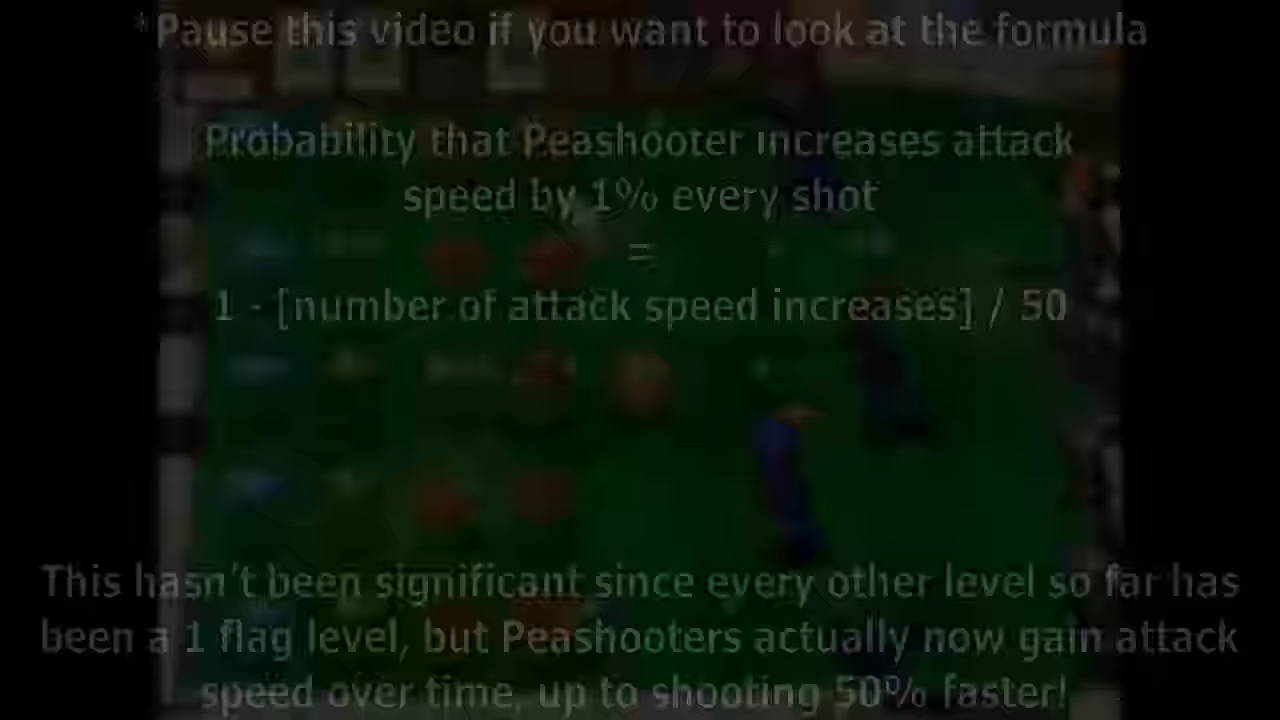 *Pause this video if you want to look at the formula
Probability that Peashooter increases attack
speed by 1% every shot
=
1 - [number of attack speed increases] / 50
This hasn't been significant since every other level so far has
been a 1 flag level, but Peashooters actually now gain attack
speed over time, up to shooting 50% faster!